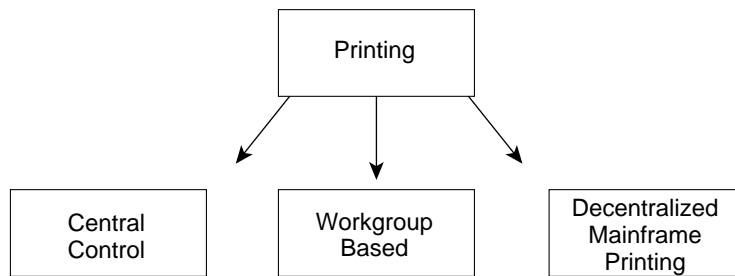 Printing
Central
Control
Workgroup
Based
Decentralized
Mainframe
Printing